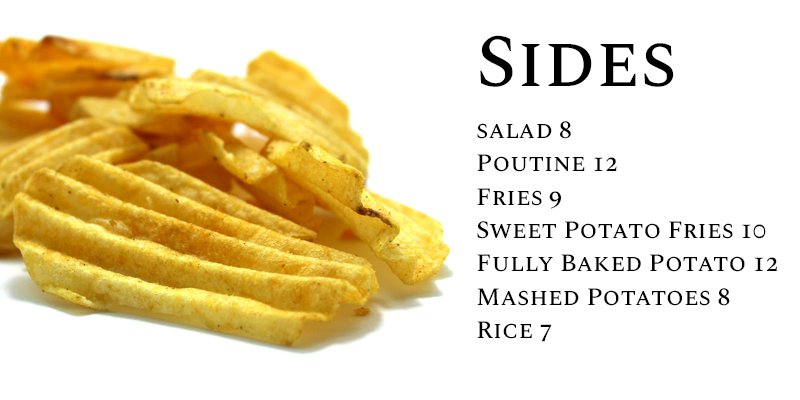 Sides
salad 8
Poutine 12
Fries 9
Sweet Potato Fries 10
Fully Baked Potato 12
Mashed Potatoes 8
Rice 7